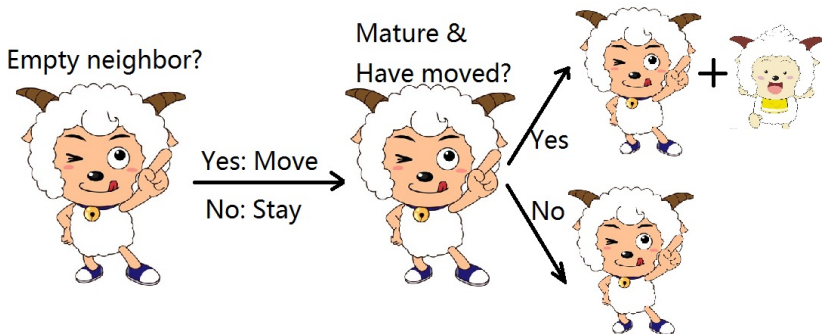 Empty neighbor?
Yes: Move
No: Stay
Mature &
Have moved?
Yes
+
No